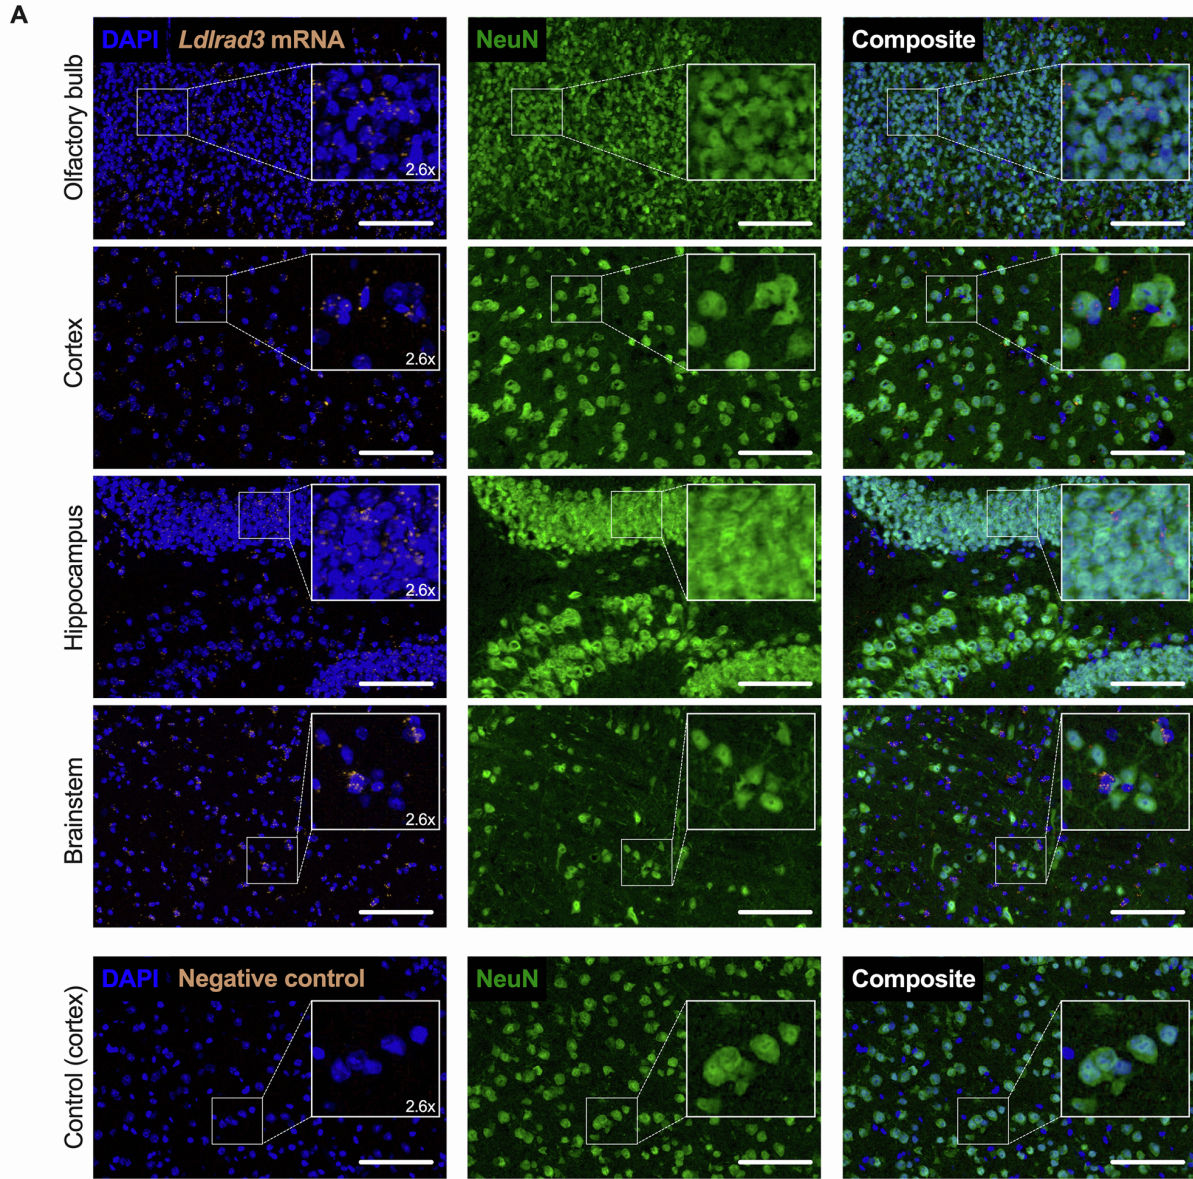 A
DAPI Ldlrad3 mRNA NeuN Composite
Olfactory bulb
2.6x
Cortex
2.6x
Hippocampus
2.6x
Brainstem
2.6x
DAPI Negative control NeuN Composite
Control (cortex)
2.6x